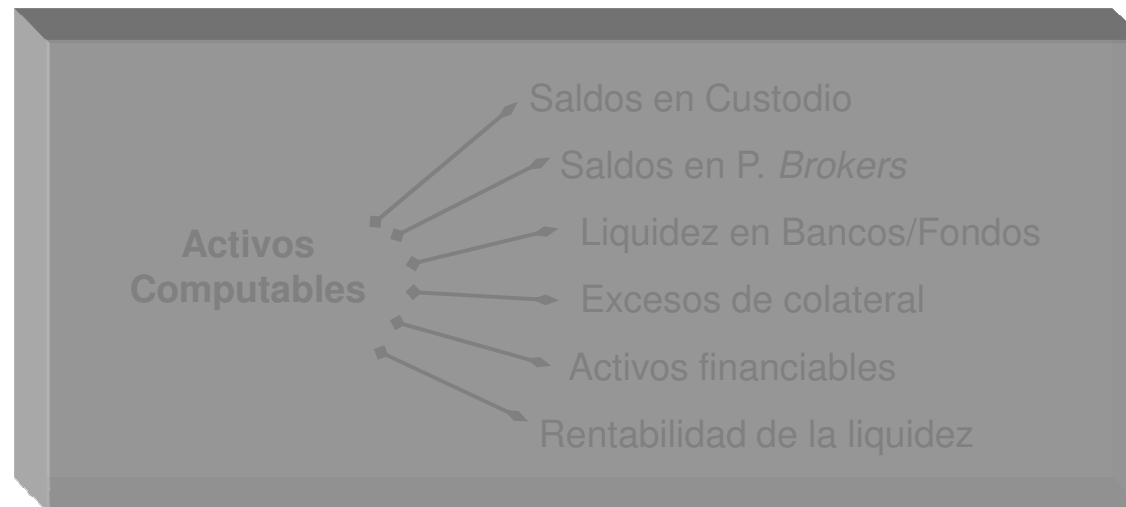 Saldos en Custodio
Saldos en P. Brokers
Activos
Computables
Liquidez en Bancos/Fondos
Excesos de colateral
Activos financiables
Rentabilidad de la liquidez